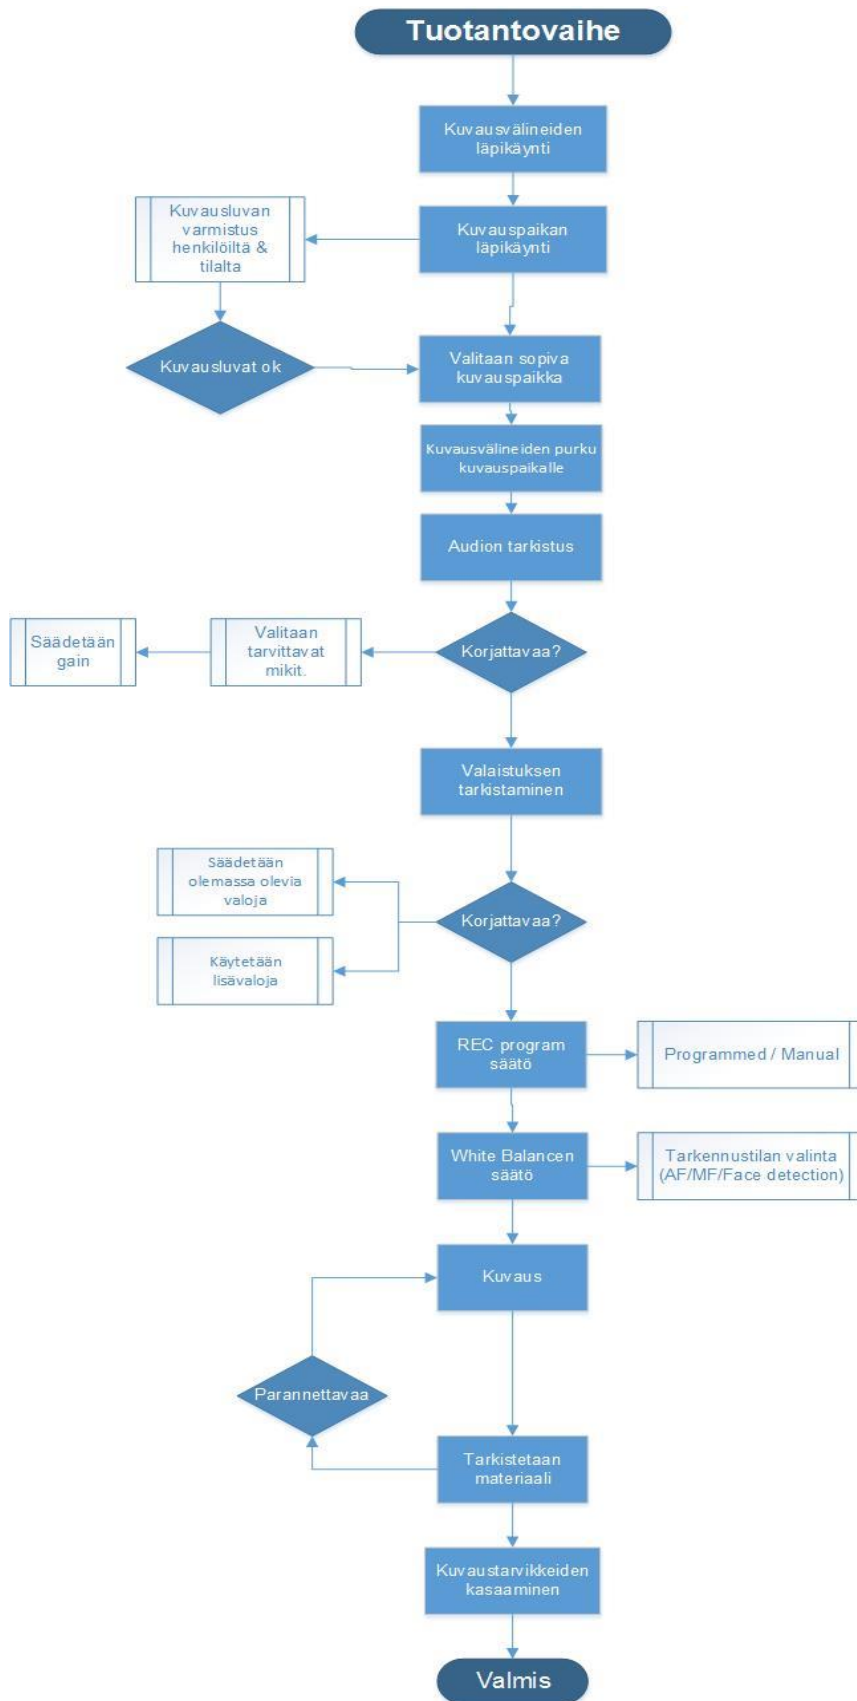 Tuotantovaihe
Kuvausvälineiden
läpikäynti
Kuvausluvan
varmistus
henkilöiltä &
tilalta
Kuvauspaikan
läpikäynti
Kuvausluvat ok
Valitaan sopiva
kuvauspaikka
Kuvausvälineiden purku
kuvauspaikalle
Audion tarkistus
Säädetään
gain
Valitaan
tarvittavat
mikit.
Korjattavaa?
Valaistuksen
tarkistaminen
Säädetään
olemassa olevia
valoja
Korjattavaa?
Käytetään
lisävaloja
REC program
säätö
Programmed / Manual
White Balancen
säätö
Tarkennustilan valinta
(AF/MF/Face detection)
Kuvaus
Parannettavaa
Tarkistetaan
materiaali
Kuvaustarvikkeiden
kasaaminen
Valmis